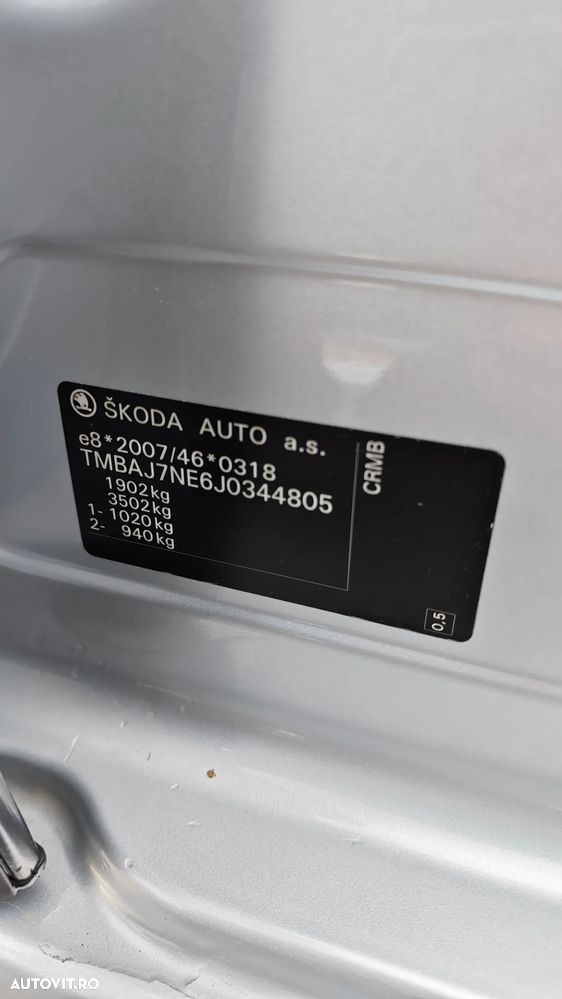 ŠKODA AUTO a.s.
e8*2007/46*0318
TMBAJ7NE6J0344805
1902kg
3502kg
1- 1020kg
2- 940kg
CRMB
0,5
AUTOVIT.RO